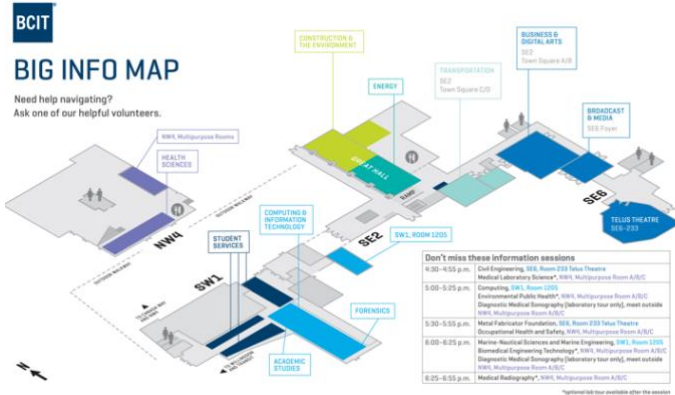 BCIT
BIG INFO MAP
Need help navigating?
Ask one of our helpful volunteers.
CONSTRUCTION &
THE ENVIRONMENT
ENERGY
TRANSPORTATION
SE2
Town Square C/D
BUSINESS &
DIGITAL ARTS
SE2
Town Square A/B
BROADCAST
& MEDIA
SE6 Foyer
NW4, Multipurpose Rooms
HEALTH
SCIENCES
GREAT HALL
RAMP
SE6
TELUS THEATRE
SE6-233
OUTDOOR WALKWAY
NW4
OUTDOOR WALKWAY
COMPUTING &
INFORMATION
TECHNOLOGY
STUDENT
SERVICES
SE2
SW1, ROOM 1205
SW1
FORENSICS
ACADEMIC
STUDIES
N
Don't miss these information sessions
4:30-4:55 p.m. Civil Engineering, SE6, Room 233 Telus Theatre
Medical Laboratory Science*, NW4, Multipurpose Room A/B/C
5:00-5:25 p.m. Computing, SW1, Room 1205
Environmental Public Health*, NW4, Multipurpose Room A/B/C
Diagnostic Medical Sonography (laboratory tour only), meet outside
NW4, Multipurpose Room A/B/C
5:30-5:55 p.m. Metal Fabricator Foundation, SE6, Room 233 Telus Theatre
Occupational Health and Safety, NW4, Multipurpose Room A/B/C
6:00-6:25 p.m. Marine-Nautical Sciences and Marine Engineering, SW1, Room 1205
Biomedical Engineering Technology*, NW4, Multipurpose Room A/B/C
Diagnostic Medical Sonography (laboratory tour only), meet outside
NW4, Multipurpose Room A/B/C
6:25-6:55 p.m. Medical Radiography*, NW4, Multipurpose Room A/B/C
*optional lab tour available after the session